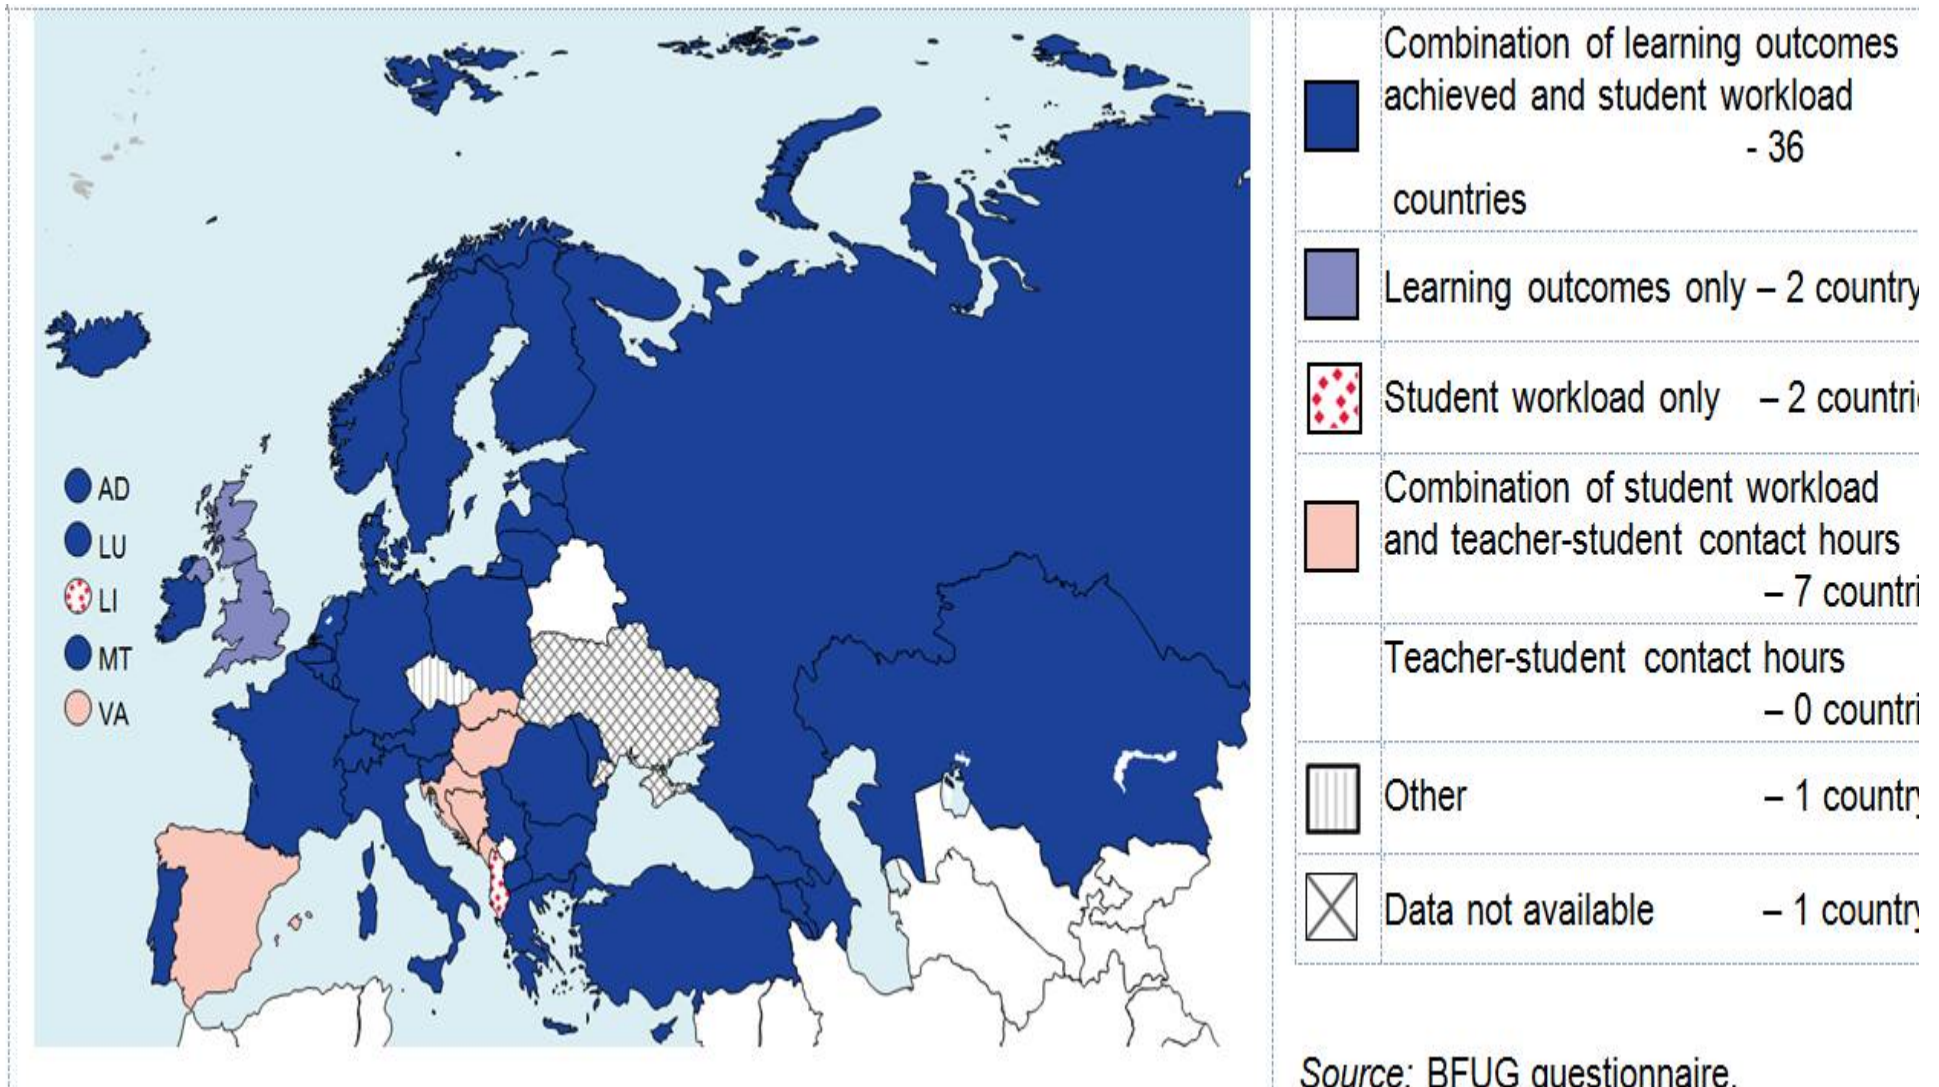 AD
LU
LI
MT
VA
Combination of learning outcomes
achieved and student workload
- 36
countries
Learning outcomes only – 2 country
Student workload only – 2 countri
Combination of student workload
and teacher-student contact hours
– 7 countri
Teacher-student contact hours
– 0 countri
Other – 1 country
Data not available – 1 country
Source: BFUG questionnaire.